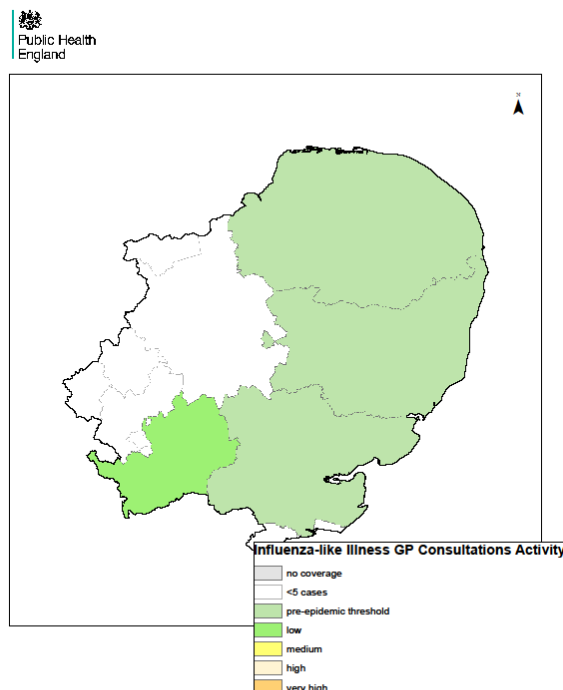 Public Health
England
N
Influenza-like Illness GP Consultations Activity
no coverage
<5 cases
pre-epidemic threshold
low
medium
high
very high